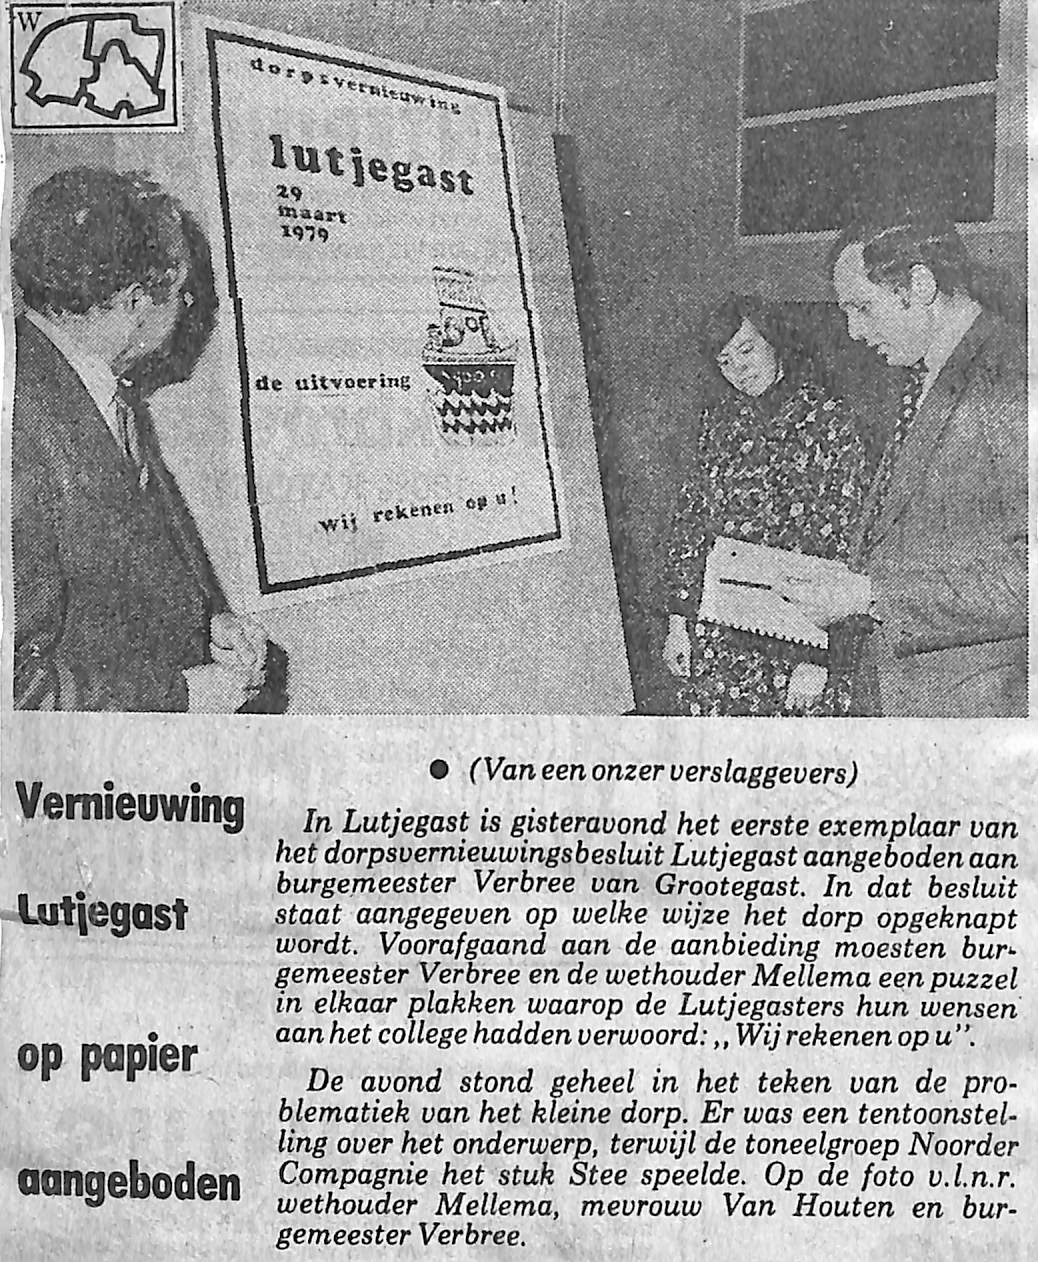 W
dorpsvernieuwing
lutjegast
29
maart
1979
de uitvoering
wij rekenen op u!
Vernieuwing
Lutjegast
op papier
aangeboden
● (Van een onzer verslaggevers)
In Lutjegast is gisteravond het eerste exemplaar van
het dorpsvernieuwingsbesluit Lutjegast aangeboden aan
burgemeester Verbree van Grootegast. In dat besluit
staat aangegeven op welke wijze het dorp opgeknapt
wordt. Voorafgaand aan de aanbieding moesten bur-
gemeester Verbree en de wethouder Mellema een puzzel
in elkaar plakken waarop de Lutjegasters hun wensen
aan het college hadden verwoord: ,,Wij rekenen op u”.
De avond stond geheel in het teken van de pro-
blematiek van het kleine dorp. Er was een tentoonstel-
ling over het onderwerp, terwijl de toneelgroep Noorder
Compagnie het stuk Stee speelde. Op de foto v.l.n.r.
wethouder Mellema, mevrouw Van Houten en bur-
gemeester Verbree.